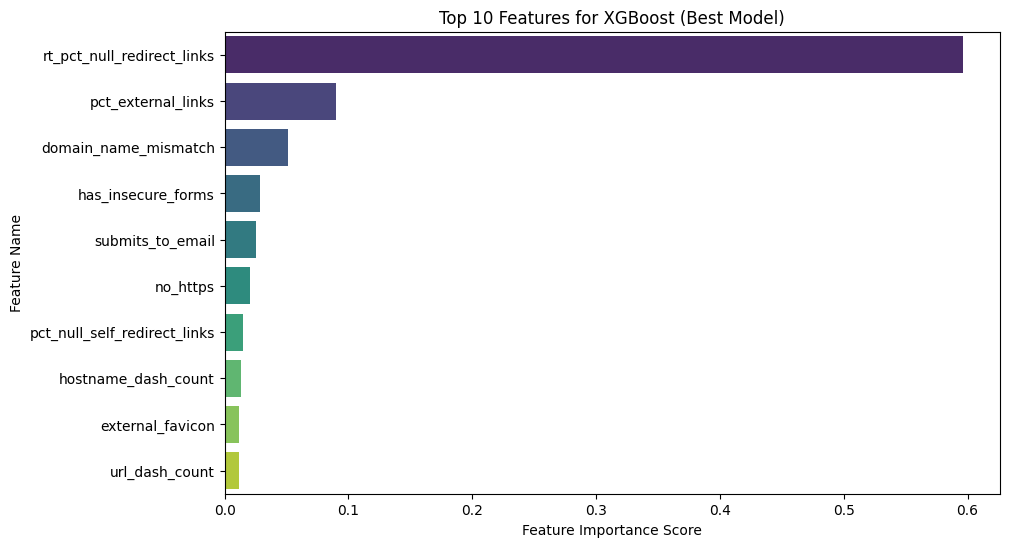 Top 10 Features for XGBoost (Best Model)
Feature Name
rt_pct_null_redirect_links
pct_external_links
domain_name_mismatch
has_insecure_forms
submits_to_email
no_https
pct_null_self_redirect_links
hostname_dash_count
external_favicon
url_dash_count
0.0 0.1 0.2 0.3 0.4 0.5 0.6
Feature Importance Score